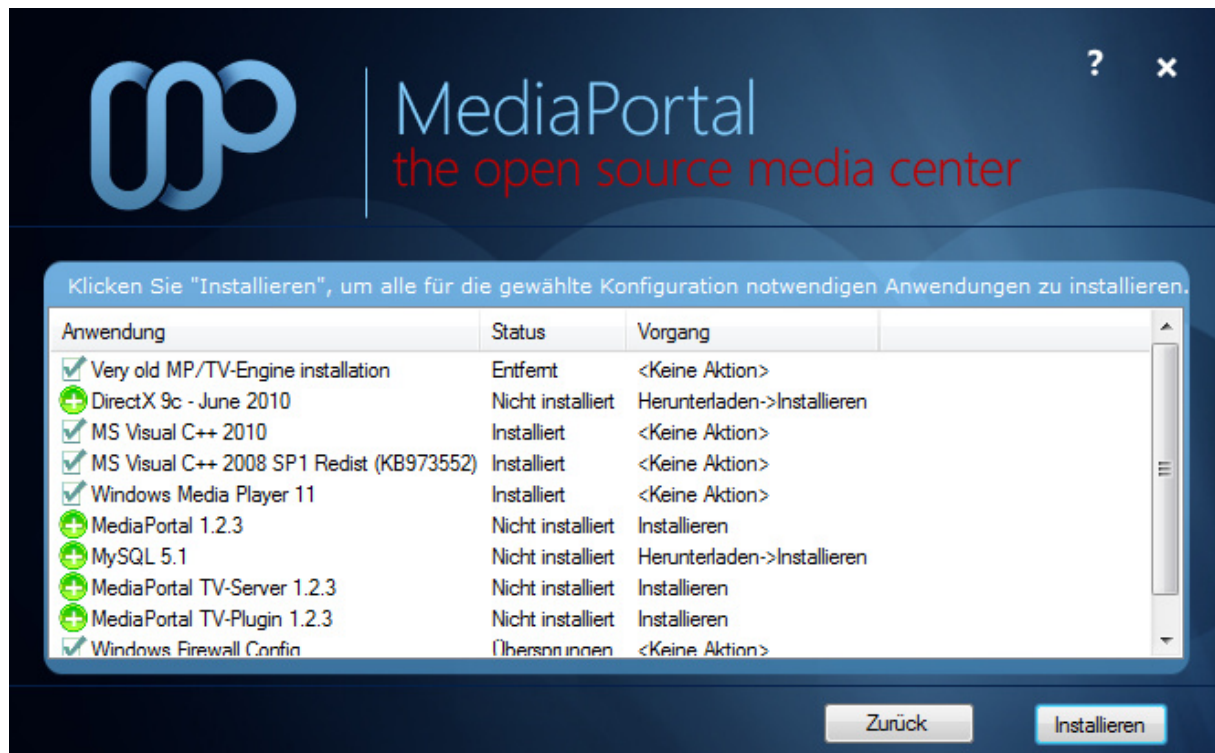 ? ×
MediaPortal
the open source media center
Klicken Sie "Installieren", um alle für die gewählte Konfiguration notwendigen Anwendungen zu installieren.
Anwendung Status Vorgang
Very old MP/TV-Engine installation Entfernt <Keine Aktion>
DirectX 9c - June 2010 Nicht installiert Herunterladen->Installieren
MS Visual C++ 2010 Installiert <Keine Aktion>
MS Visual C++ 2008 SP1 Redist (KB973552) Installiert <Keine Aktion>
Windows Media Player 11 Installiert <Keine Aktion>
MediaPortal 1.2.3 Nicht installiert Installieren
MySQL 5.1 Nicht installiert Herunterladen->Installieren
MediaPortal TV-Server 1.2.3 Nicht installiert Installieren
MediaPortal TV-Plugin 1.2.3 Nicht installiert Installieren
Windows Firewall Config Übersprungen <Keine Aktion>
Zurück Installieren